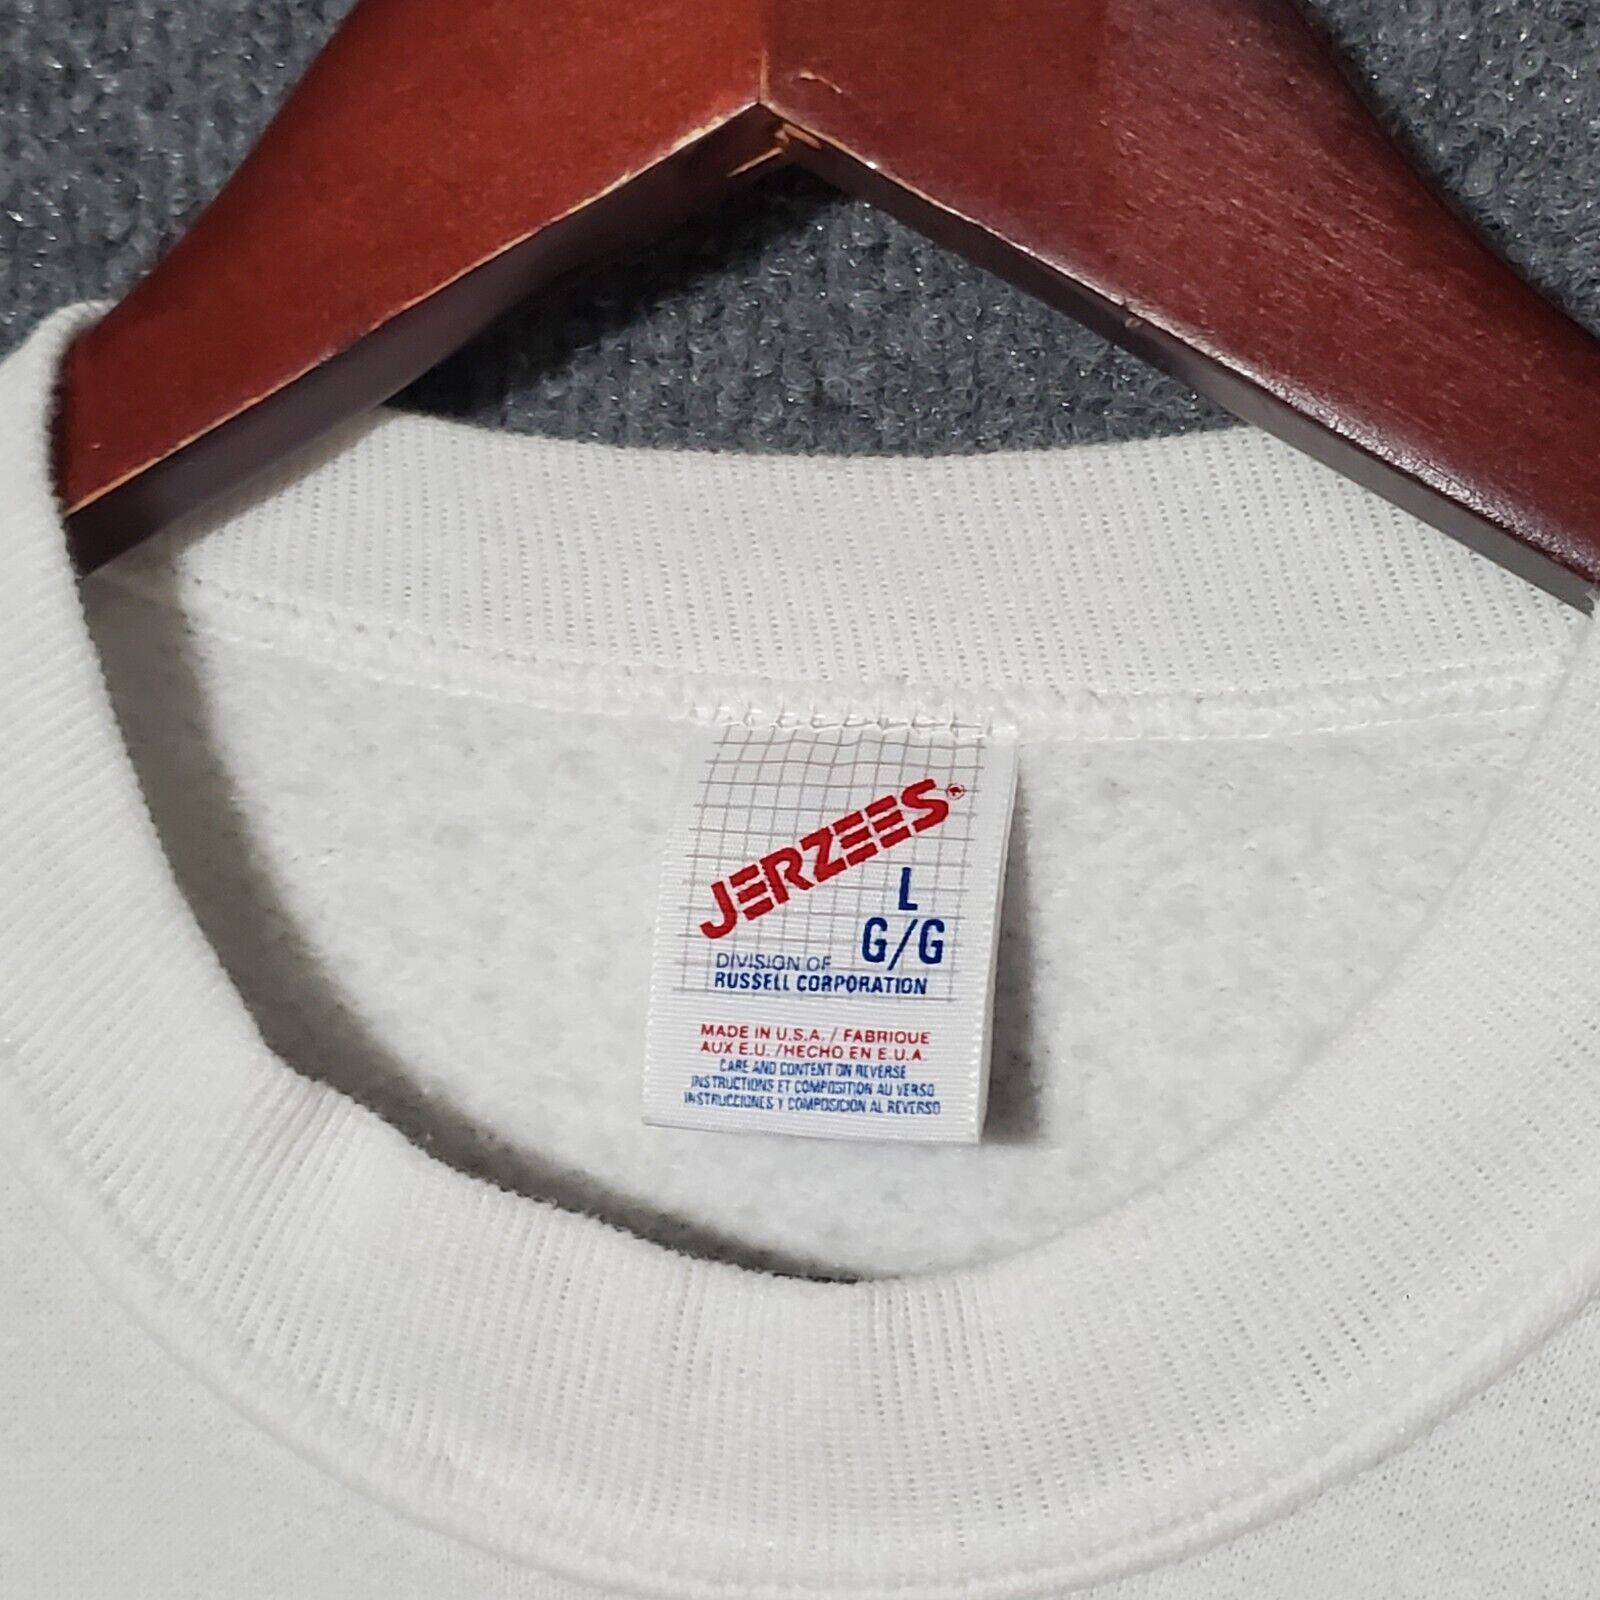 JERZEES®
L
G/G
DIVISION OF
RUSSELL CORPORATION
MADE IN U.S.A. / FABRIQUE
AUX E.U. /HECHO EN E.U.A.
CARE AND CONTENT ON REVERSE
INSTRUCTIONS ET COMPOSITION AU VERSO
INSTRUCCIONES Y COMPOSICION AL REVERSO